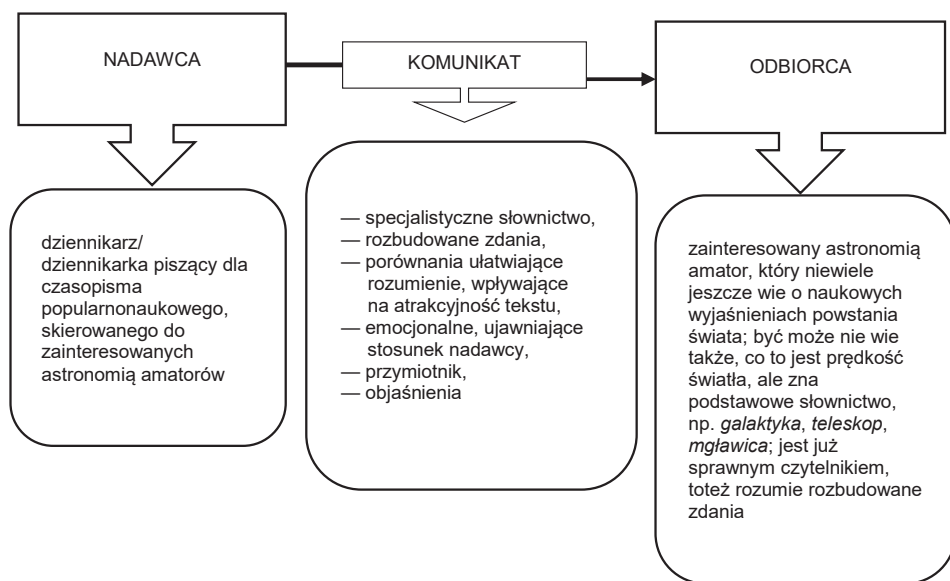 NADAWCA
KOMUNIKAT
ODBIORCA
dziennikarz/
dziennikarka piszący dla
czasopisma
popularnonaukowego,
skierowanego do
zainteresowanych
astronomią amatorów
— specjalistyczne słownictwo,
— rozbudowane zdania,
— porównania ułatwiające
rozumienie, wpływające
na atrakcyjność tekstu,
— emocjonalne, ujawniające
stosunek nadawcy,
— przymiotnik,
— objaśnienia
zainteresowany astronomią
amator, który niewiele
jeszcze wie o naukowych
wyjaśnieniach powstania
świata; być może nie wie
także, co to jest prędkość
światła, ale zna
podstawowe słownictwo,
np. galaktyka, teleskop,
mgławica; jest już
sprawnym czytelnikiem,
toteż rozumie rozbudowane
zdania